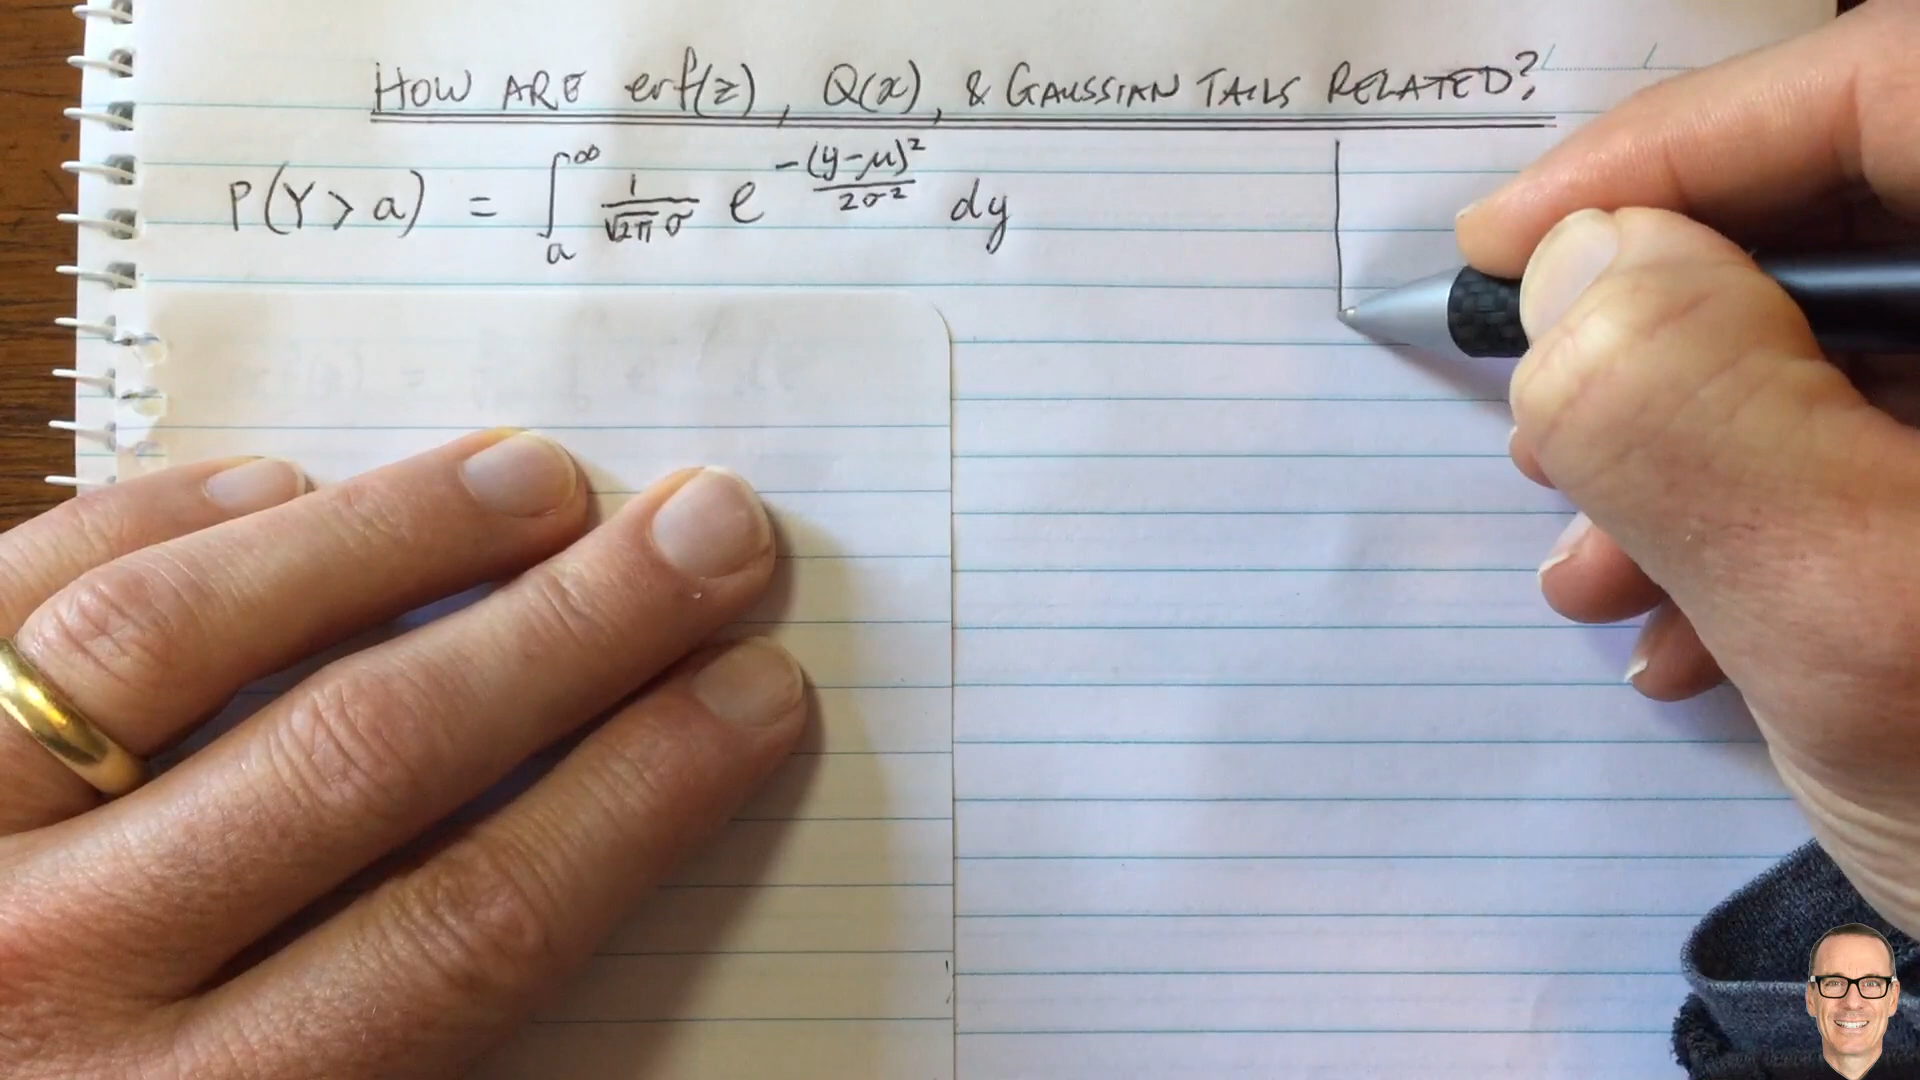 HOW ARE erf(z), Q(x), & GAUSSIAN TAILS RELATED?
P(Y > a) = ∫_a^∞ 1/(√2π σ) e^(-(y-μ)²/2σ²) dy